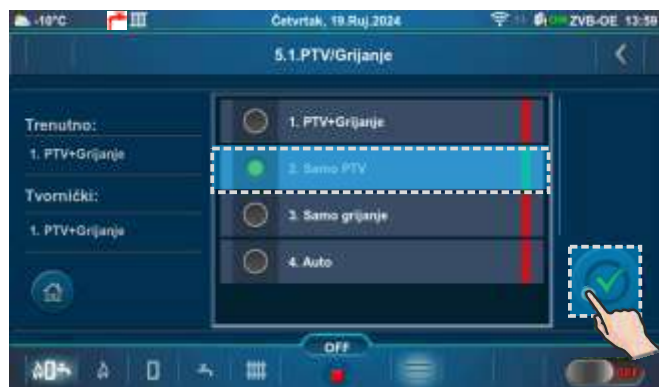 -10°C
Četvrtak, 19.Ruj.2024
ZVB-OE 13:59
5.1.PTV/Grijanje
Trenutno:
1. PTV+Grijanje
Tvornički:
1. PTV+Grijanje
1. PTV+Grijanje
2. Samo PTV
3. Samo grijanje
4. Auto
OFF
OFF